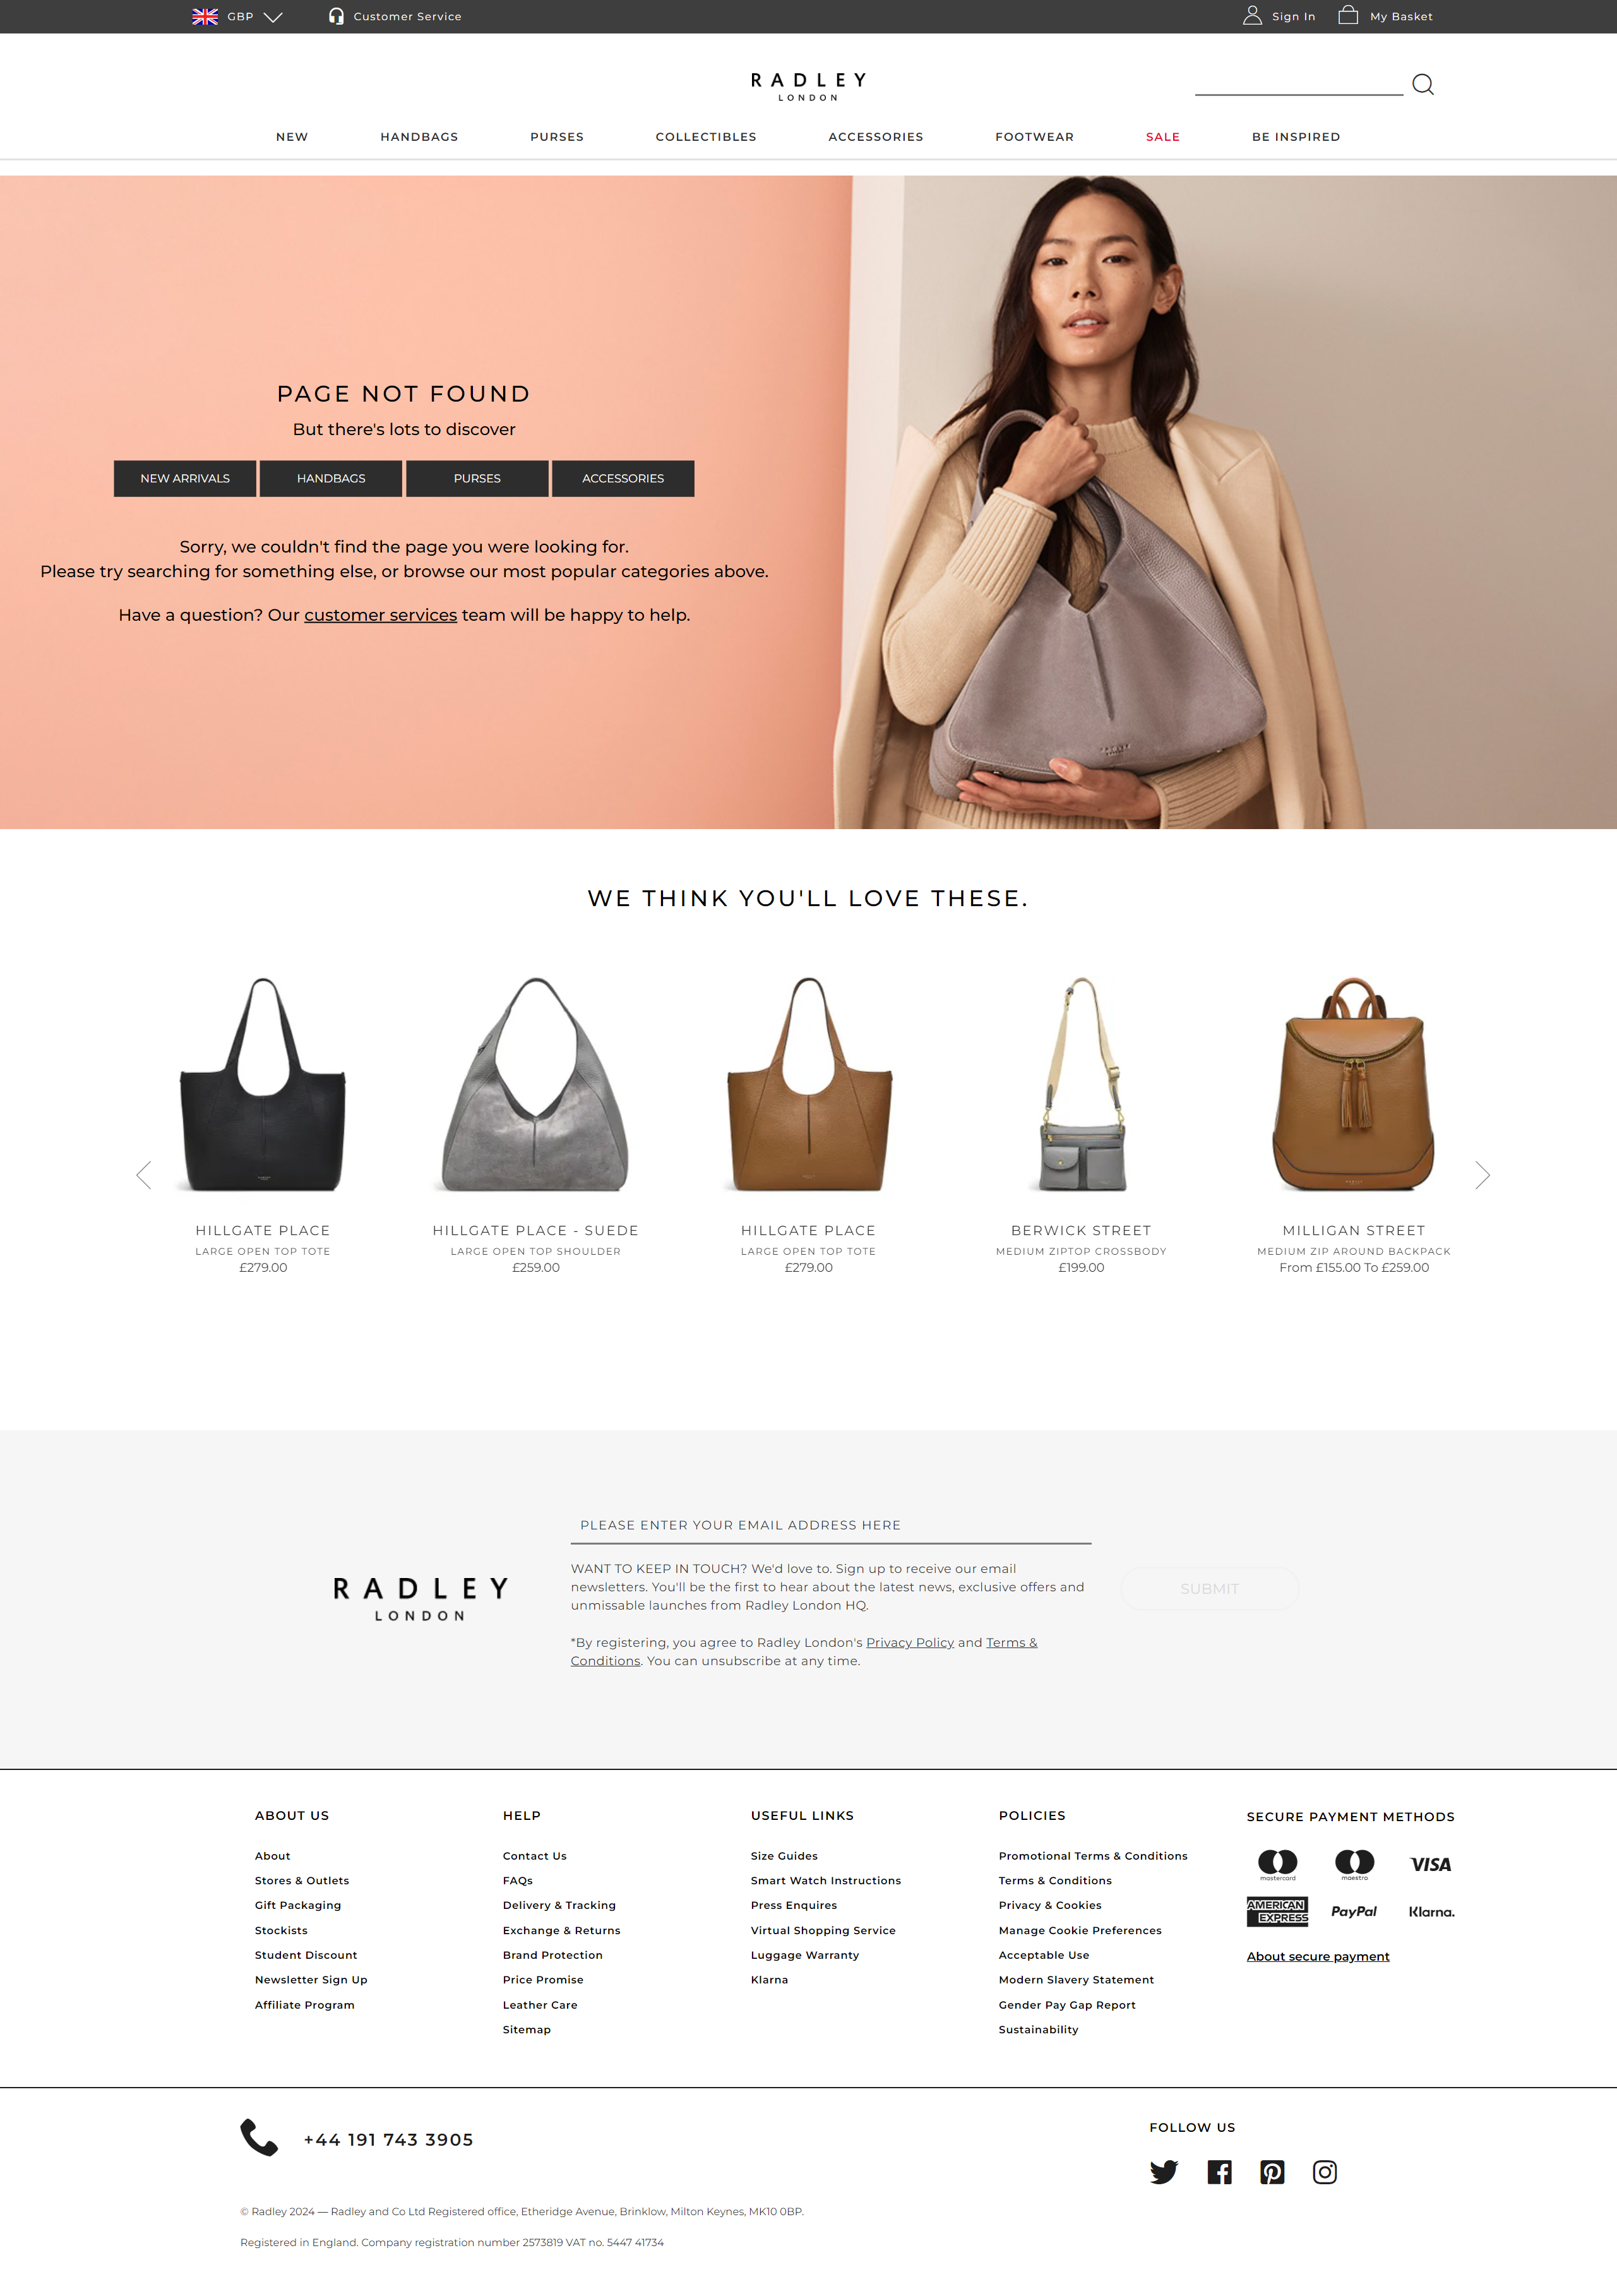 GBP
Customer Service
Sign In
My Basket
RADLEY
LONDON
NEW
HANDBAGS
PURSES
COLLECTIBLES
ACCESSORIES
FOOTWEAR
SALE
BE INSPIRED
PAGE NOT FOUND
But there's lots to discover
NEW ARRIVALS
HANDBAGS
PURSES
ACCESSORIES
Sorry, we couldn't find the page you were looking for.
Please try searching for something else, or browse our most popular categories above.
Have a question? Our customer services team will be happy to help.
WE THINK YOU'LL LOVE THESE.
HILLGATE PLACE
LARGE OPEN TOP TOTE
£279.00
HILLGATE PLACE - SUEDE
LARGE OPEN TOP SHOULDER
£259.00
HILLGATE PLACE
LARGE OPEN TOP TOTE
£279.00
BERWICK STREET
MEDIUM ZIPTOP CROSSBODY
£199.00
MILLIGAN STREET
MEDIUM ZIP AROUND BACKPACK
From £155.00 To £259.00
RADLEY
LONDON
PLEASE ENTER YOUR EMAIL ADDRESS HERE
WANT TO KEEP IN TOUCH? We'd love to. Sign up to receive our email
newsletters. You'll be the first to hear about the latest news, exclusive offers and
unmissable launches from Radley London HQ.
*By registering, you agree to Radley London's Privacy Policy and Terms &
Conditions. You can unsubscribe at any time.
SUBMIT
ABOUT US
About
Stores & Outlets
Gift Packaging
Stockists
Student Discount
Newsletter Sign Up
Affiliate Program
HELP
Contact Us
FAQs
Delivery & Tracking
Exchange & Returns
Brand Protection
Price Promise
Leather Care
Sitemap
USEFUL LINKS
Size Guides
Smart Watch Instructions
Press Enquires
Virtual Shopping Service
Luggage Warranty
Klarna
POLICIES
Promotional Terms & Conditions
Terms & Conditions
Privacy & Cookies
Manage Cookie Preferences
Acceptable Use
Modern Slavery Statement
Gender Pay Gap Report
Sustainability
SECURE PAYMENT METHODS
mastercard
maestro
VISA
AMERICAN
EXPRESS
PayPal
Klarna.
About secure payment
+44 191 743 3905
FOLLOW US
© Radley 2024 — Radley and Co Ltd Registered office, Etheridge Avenue, Brinklow, Milton Keynes, MK10 0BP.
Registered in England. Company registration number 2573819 VAT no. 5447 41734